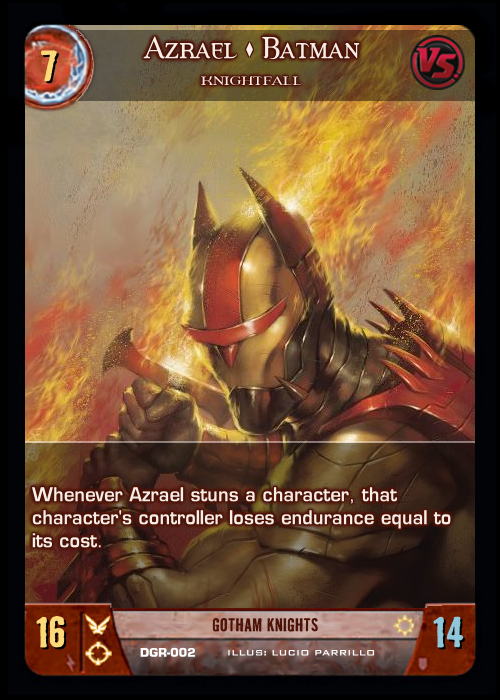 7
AZRAEL ♦ BATMAN
VS
KNIGHTFALL
Whenever Azrael stuns a character, that
character's controller loses endurance equal to
its cost.
16
GOTHAM KNIGHTS
14
DGR-002 ILLUS: LUCIO PARRILLO